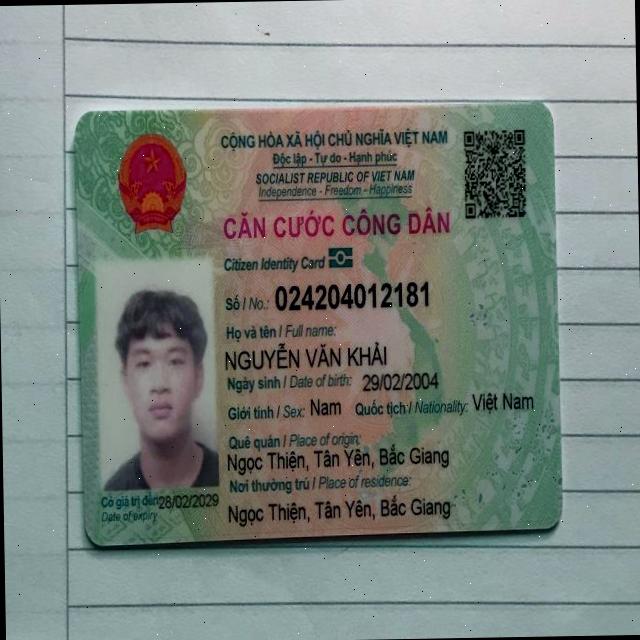 CỘNG HÒA XÃ HỘI CHỦ NGHĨA VIỆT NAM
Độc lập - Tự do - Hạnh phúc
SOCIALIST REPUBLIC OF VIET NAM
Independence - Freedom - Happiness
CĂN CƯỚC CÔNG DÂN
Citizen Identity Card
Số / No.: 024204012181
Họ và tên / Full name:
NGUYỄN VĂN KHẢI
Ngày sinh / Date of birth: 29/02/2004
Giới tính / Sex: Nam Quốc tịch / Nationality: Việt Nam
Quê quán / Place of origin:
Ngọc Thiện, Tân Yên, Bắc Giang
Nơi thường trú / Place of residence:
Ngọc Thiện, Tân Yên, Bắc Giang
Có giá trị đến: 28/02/2029
Date of expiry